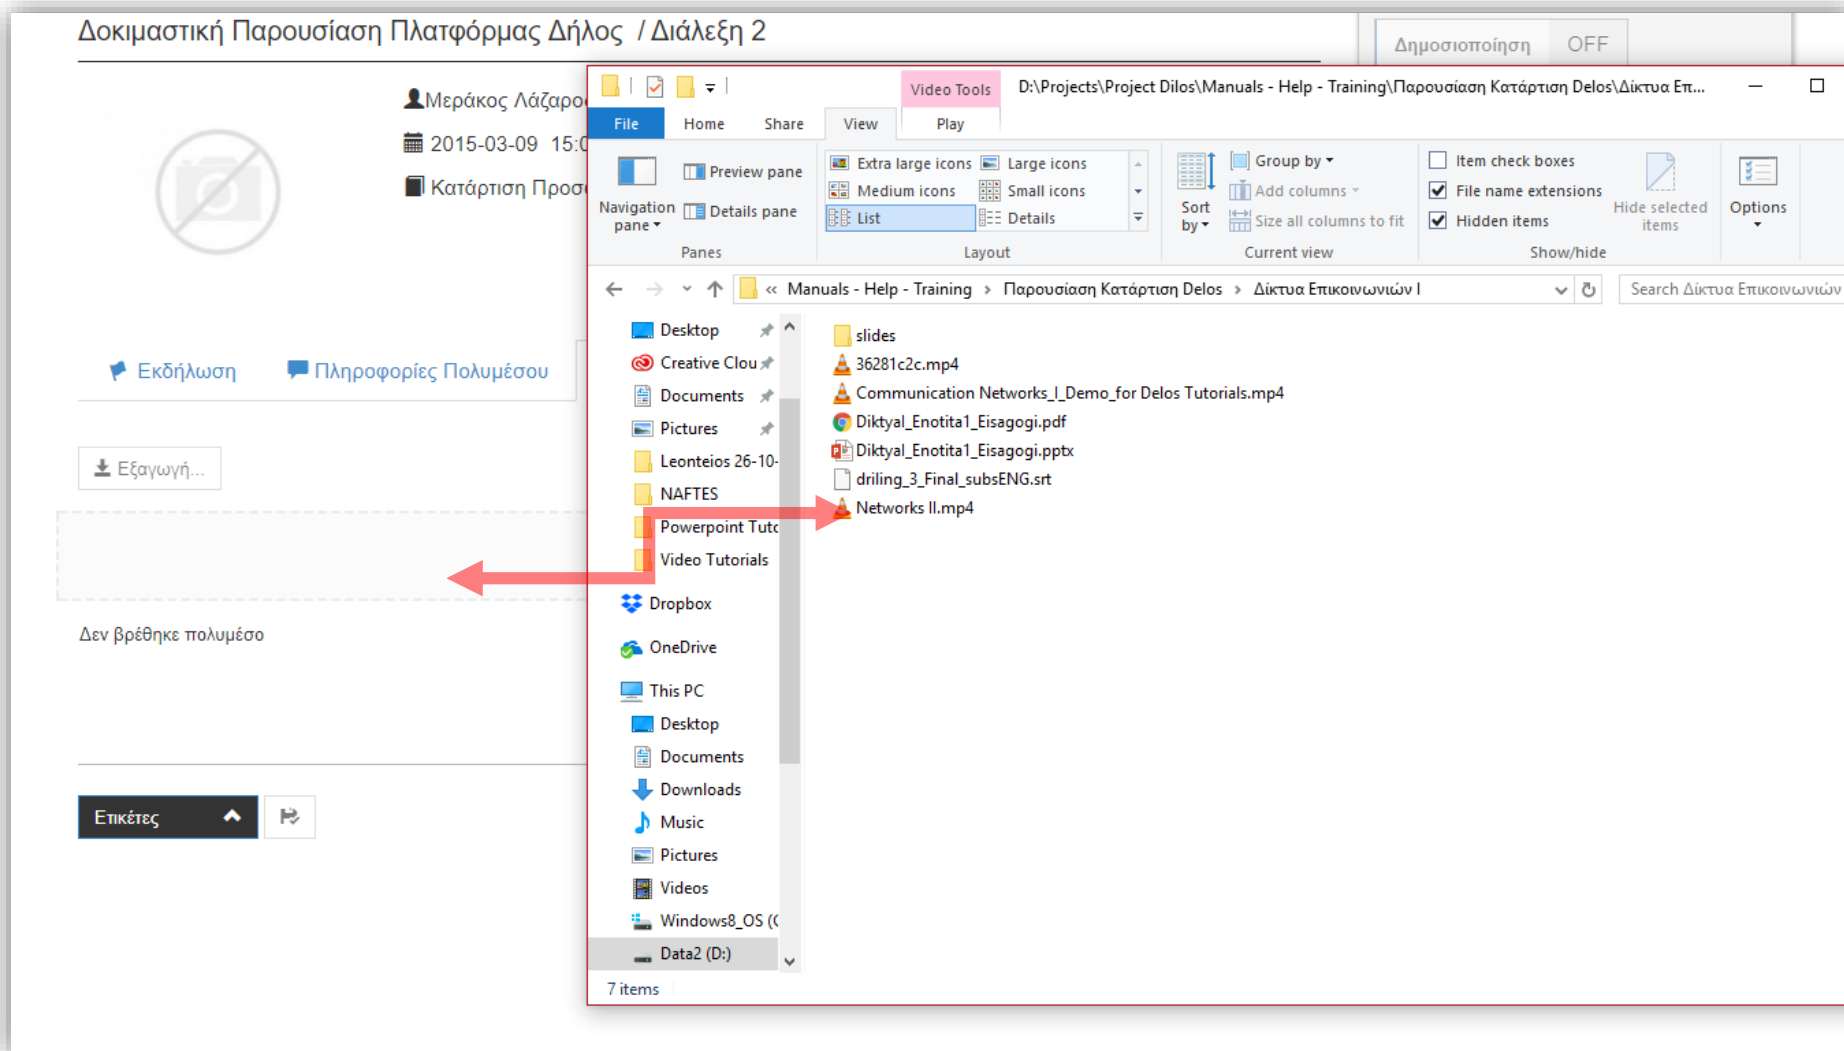 Δοκιμαστική Παρουσίαση Πλατφόρμας Δήλος / Διάλεξη 2
Δημοσιοποίηση OFF
Μεράκος Λάζαρος
2015-03-09 15:0
Κατάρτιση Προσ
Εκδήλωση
Πληροφορίες Πολυμέσου
Εξαγωγή...
Δεν βρέθηκε πολυμέσο
Ετικέτες
Video Tools
D:\Projects\Project Dilos\Manuals - Help - Training\Παρουσίαση Κατάρτιση Delos\Δίκτυα Επ...
File Home Share View Play
Preview pane
Details pane
Navigation pane
Panes
Extra large icons Large icons
Medium icons Small icons
List Details
Layout
Sort by
Group by
Add columns
Size all columns to fit
Current view
Item check boxes
File name extensions
Hidden items
Hide selected items
Show/hide
Options
« Manuals - Help - Training > Παρουσίαση Κατάρτιση Delos > Δίκτυα Επικοινωνιών I
Search Δίκτυα Επικοινωνιών
Desktop
Creative Clou
Documents
Pictures
Leonteios 26-10-
NAFTES
Powerpoint Tuto
Video Tutorials
Dropbox
OneDrive
This PC
Desktop
Documents
Downloads
Music
Pictures
Videos
Windows8_OS (C
Data2 (D:)
slides
36281c2c.mp4
Communication Networks_I_Demo_for Delos Tutorials.mp4
DiktyaI_Enotita1_Eisagogi.pdf
DiktyaI_Enotita1_Eisagogi.pptx
driling_3_Final_subsENG.srt
Networks II.mp4
7 items